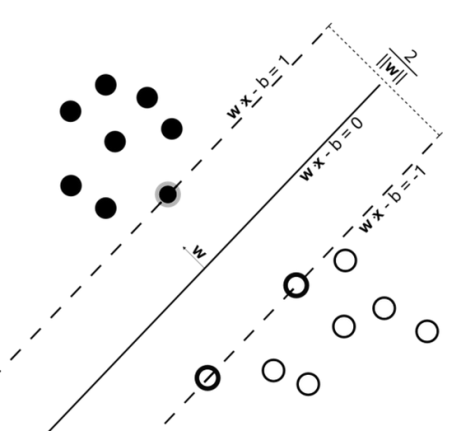 w x - b = 1
2
||w||
w x - b = 0
w x - b = -1
w